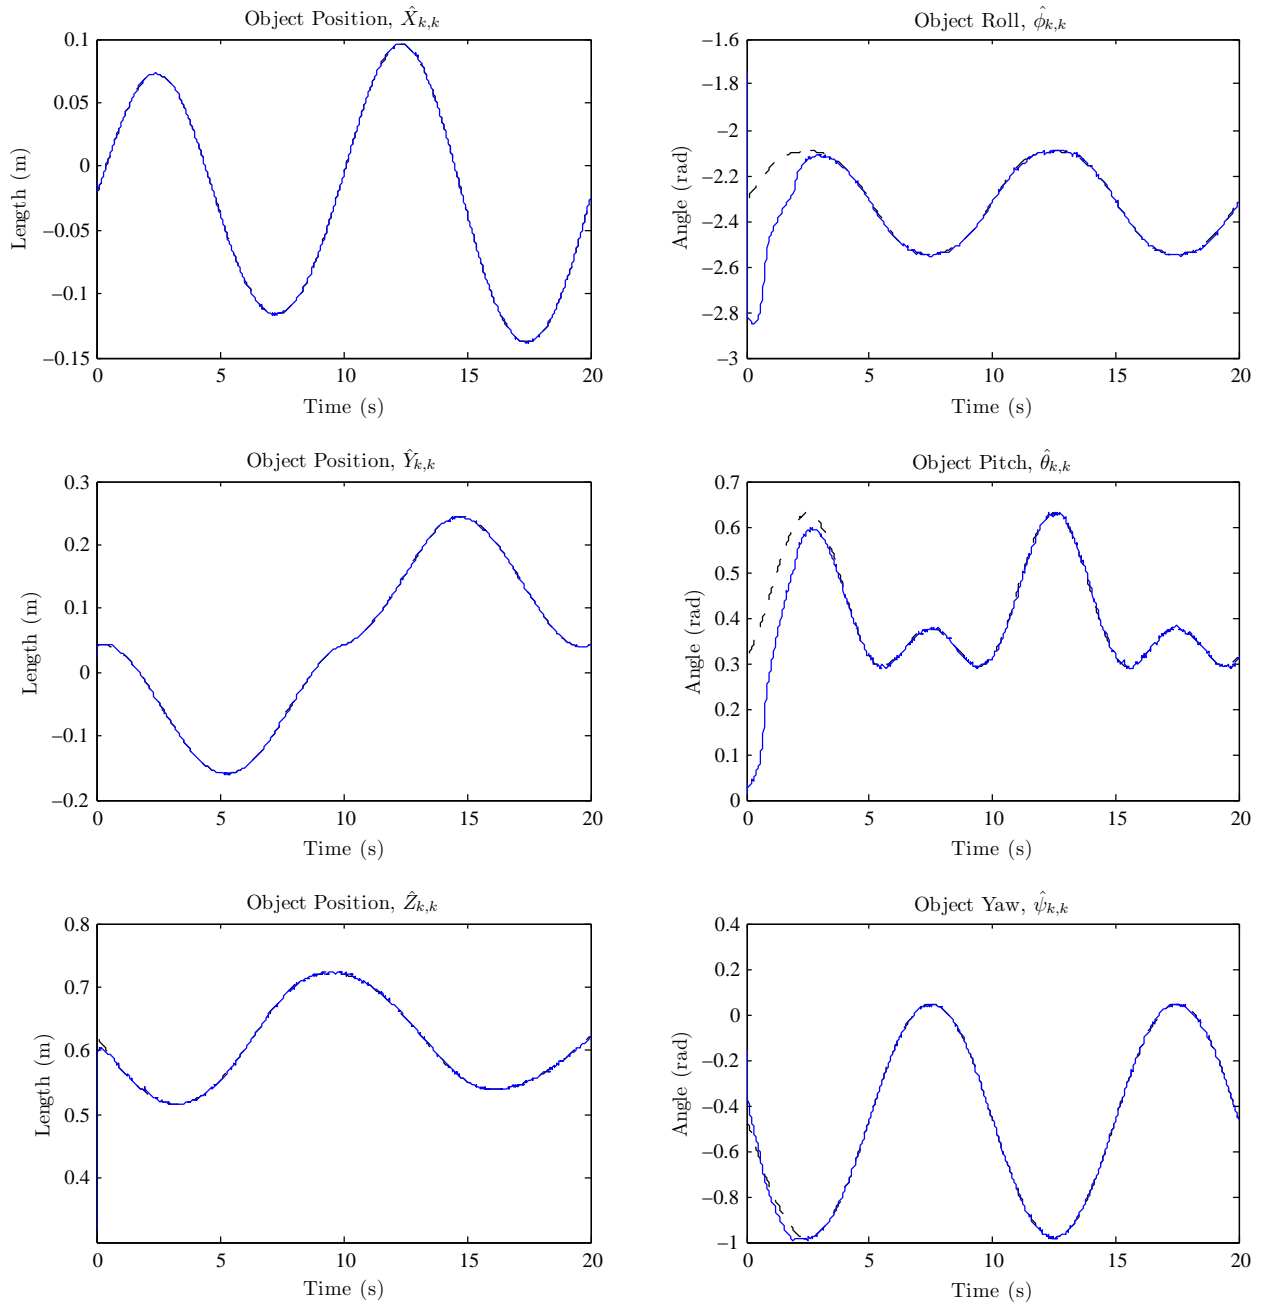 Object Position, X̂ₖ,ₖ
0.1
0.05
0
−0.05
−0.1
−0.15
Length (m)
0 5 10 15 20
Time (s)
Object Roll, φ̂ₖ,ₖ
−1.6
−1.8
−2
−2.2
−2.4
−2.6
−2.8
−3
Angle (rad)
0 5 10 15 20
Time (s)
Object Position, Ŷₖ,ₖ
0.3
0.2
0.1
0
−0.1
−0.2
Length (m)
0 5 10 15 20
Time (s)
Object Pitch, θ̂ₖ,ₖ
0.7
0.6
0.5
0.4
0.3
0.2
0.1
0
Angle (rad)
0 5 10 15 20
Time (s)
Object Position, Ẑₖ,ₖ
0.8
0.7
0.6
0.5
0.4
Length (m)
0 5 10 15 20
Time (s)
Object Yaw, ψ̂ₖ,ₖ
0.4
0.2
0
−0.2
−0.4
−0.6
−0.8
−1
Angle (rad)
0 5 10 15 20
Time (s)